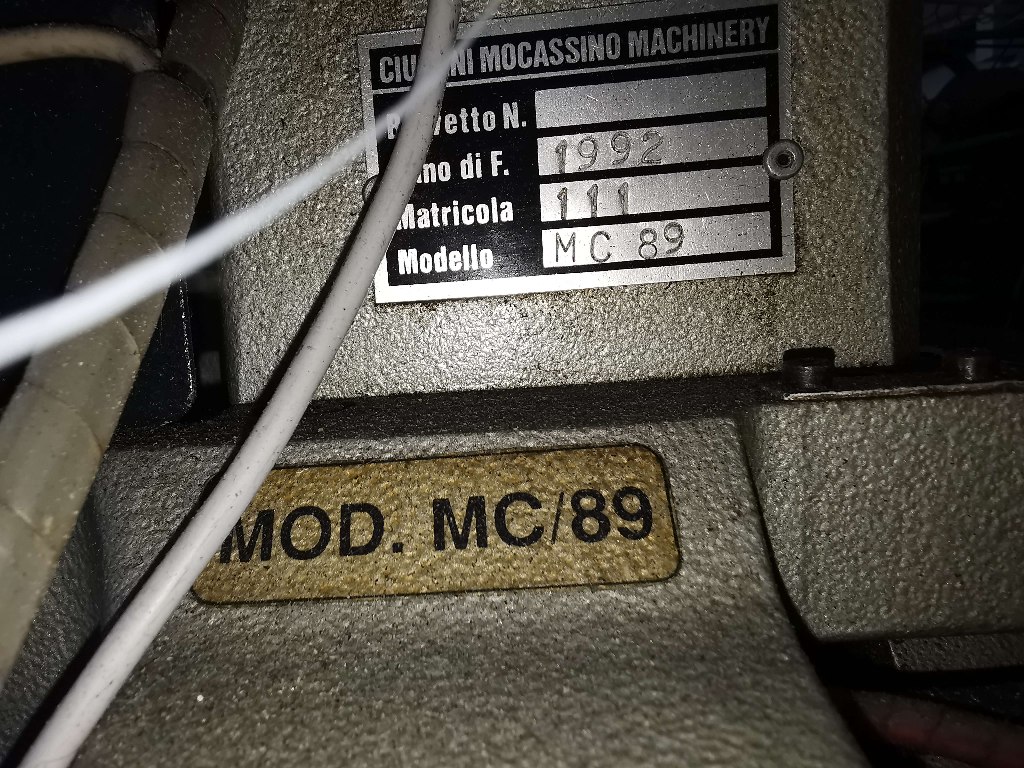 MOCASSINO MACHINERY
N.
di F. 1992
Matricola 111
Modello MC 89
MOD. MC/89